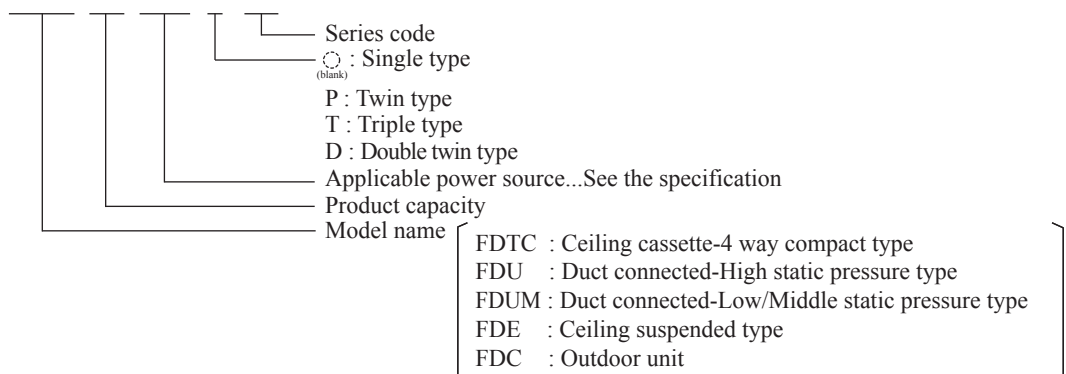 Series code
◌ : Single type
(blank)
P : Twin type
T : Triple type
D : Double twin type
Applicable power source...See the specification
Product capacity
Model name
FDTC : Ceiling cassette-4 way compact type
FDU : Duct connected-High static pressure type
FDUM : Duct connected-Low/Middle static pressure type
FDE : Ceiling suspended type
FDC : Outdoor unit